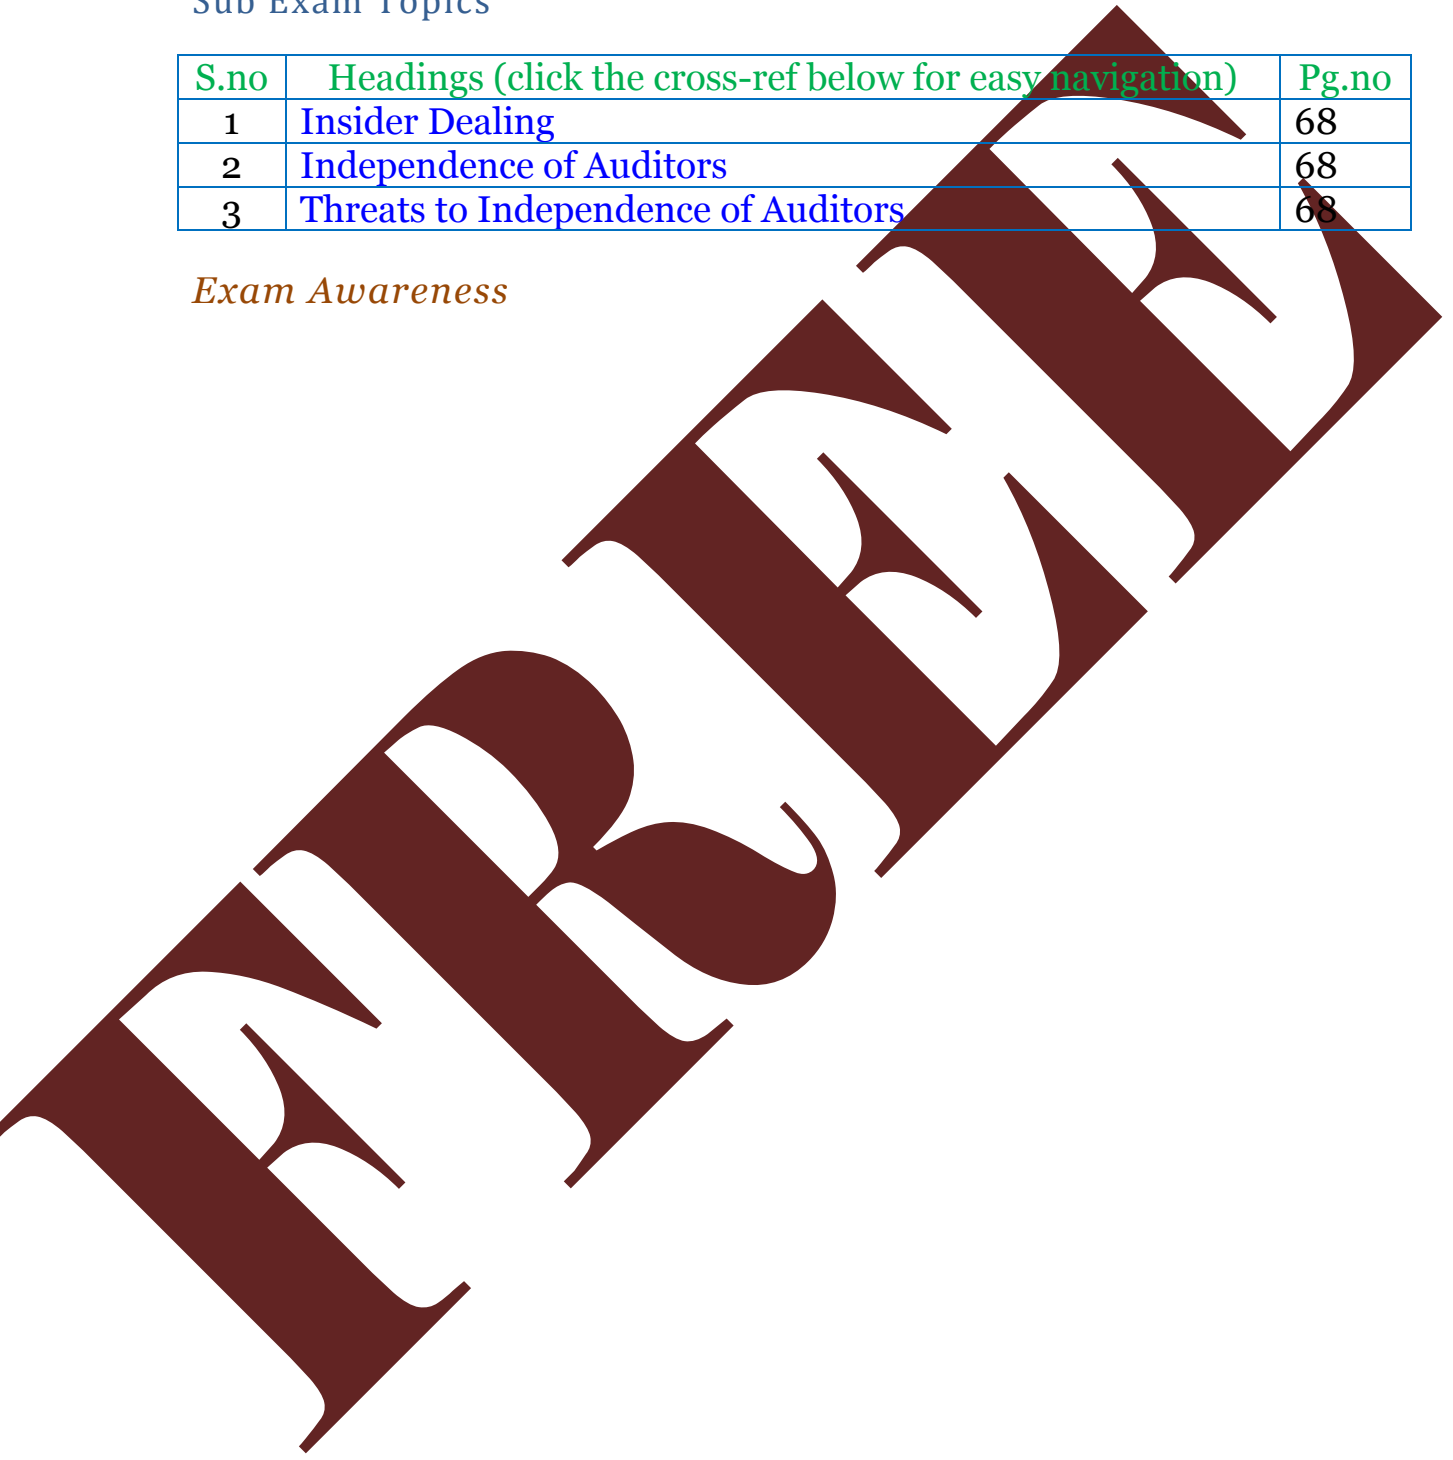 Sub Exam Topics
S.no Headings (click the cross-ref below for easy navigation) Pg.no
1 Insider Dealing 68
2 Independence of Auditors 68
3 Threats to Independence of Auditors 68
Exam Awareness
FREE